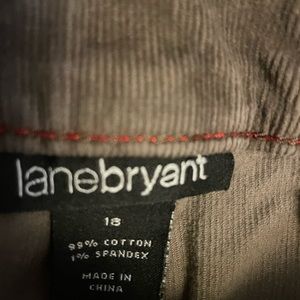 lanebryant
18
99% COTTON
1% SPANDEX
MADE IN
CHINA